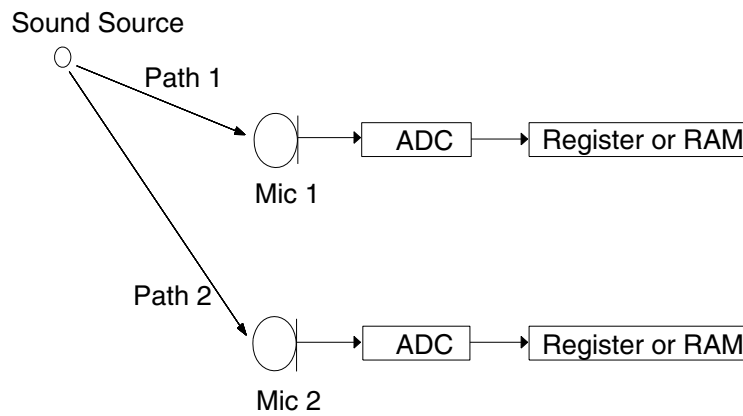 Sound Source
Path 1
ADC
Register or RAM
Mic 1
Path 2
ADC
Register or RAM
Mic 2